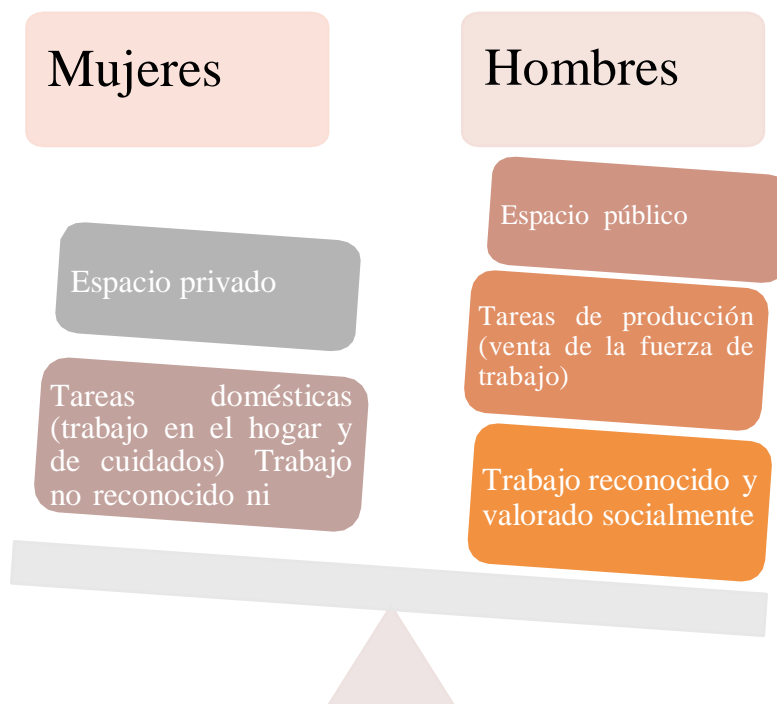 Mujeres
Hombres
Espacio privado
Tareas domésticas
(trabajo en el hogar y
de cuidados) Trabajo
no reconocido ni
Espacio público
Tareas de producción
(venta de la fuerza de
trabajo)
Trabajo reconocido y
valorado socialmente